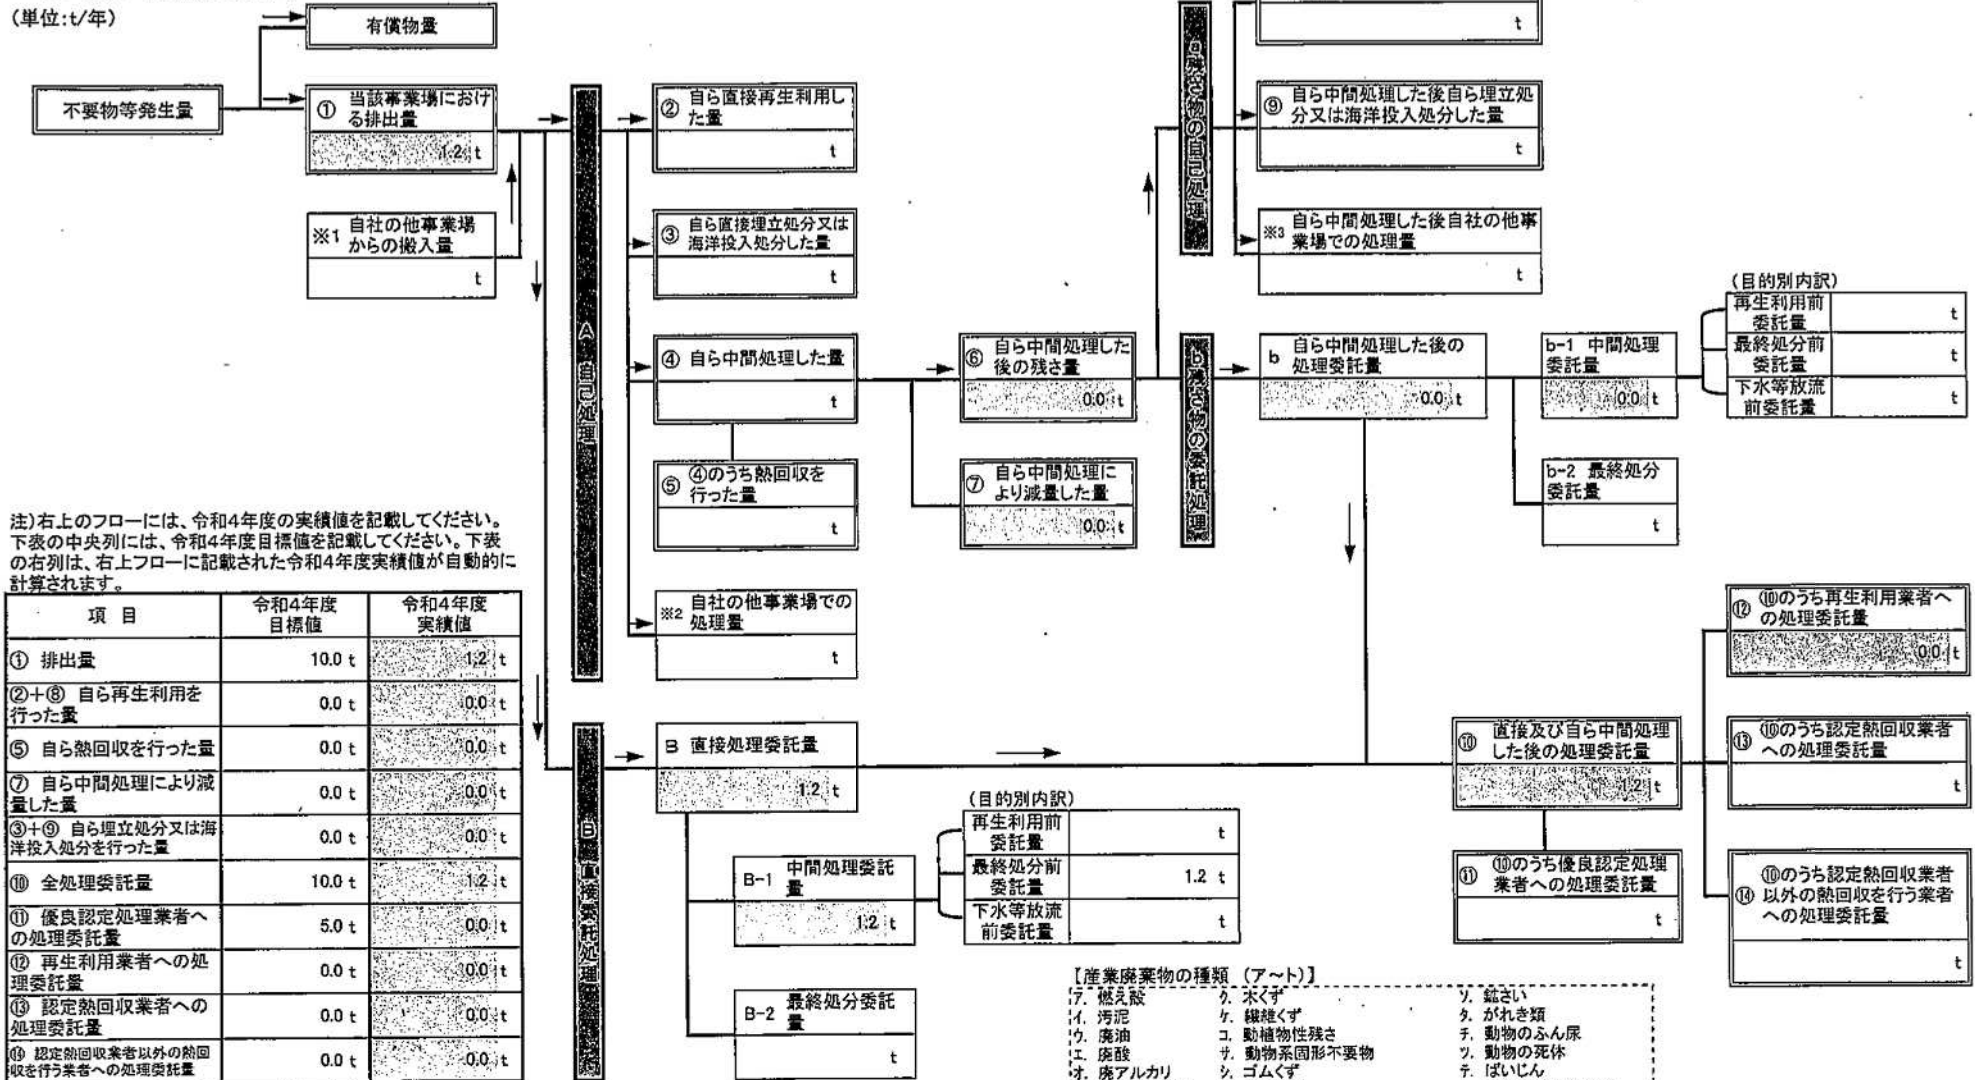 (単位:t/年)
有償物量
不要物等発生量
① 当該事業場におけ
る排出量
1.2 t
※1 自社の他事業場
からの搬入量
t
A 自己処理
② 自ら直接再生利用し
た量
t
③ 自ら直接埋立処分又は
海洋投入処分した量
t
④ 自ら中間処理した量
t
⑤ ④のうち熱回収を
行った量
t
※2 自社の他事業場での
処理量
t
⑥ 自ら中間処理した
後の残さ量
0.0 t
⑦ 自ら中間処理に
より減量した量
0.0 t
a 残さ物の自己処理
t
⑨ 自ら中間処理した後自ら埋立処
分又は海洋投入処分した量
t
※3 自ら中間処理した後自社の他事
業場での処理量
t
b 残さ物の委託処理
b 自ら中間処理した後の
処理委託量
0.0 t
b-1 中間処理
委託量
0.0 t
(目的別内訳)
再生利用前
委託量 t
最終処分前
委託量 t
下水等放流
前委託量 t
b-2 最終処分
委託量
t
注)右上のフローには、令和4年度の実績値を記載してください。
下表の中央列には、令和4年度目標値を記載してください。下表
の右列は、右上フローに記載された令和4年度実績値が自動的に
計算されます。
項 目 令和4年度 目標値 令和4年度 実績値
① 排出量 10.0 t 1.2 t
②+⑧ 自ら再生利用を
行った量 0.0 t 0.0 t
⑤ 自ら熱回収を行った量 0.0 t 0.0 t
⑦ 自ら中間処理により減
量した量 0.0 t 0.0 t
③+⑨ 自ら埋立処分又は海
洋投入処分を行った量 0.0 t 0.0 t
⑩ 全処理委託量 10.0 t 1.2 t
⑪ 優良認定処理業者へ
の処理委託量 5.0 t 0.0 t
⑫ 再生利用業者への処
理委託量 0.0 t 0.0 t
⑬ 認定熱回収業者への
処理委託量 0.0 t 0.0 t
⑭ 認定熱回収業者以外の熱回
収を行う業者への処理委託量 0.0 t 0.0 t
B 直接委託処理
B 直接処理委託量
1.2 t
B-1 中間処理委託
量
1.2 t
(目的別内訳)
再生利用前
委託量 t
最終処分前
委託量 1.2 t
下水等放流
前委託量 t
B-2 最終処分委託
量
t
⑩ 直接及び自ら中間処理
した後の処理委託量
1.2 t
⑪ ⑩のうち優良認定処理
業者への処理委託量
t
⑫ ⑩のうち再生利用業者へ
の処理委託量
0.0 t
⑬ ⑩のうち認定熱回収業者
への処理委託量
t
⑭ ⑩のうち認定熱回収業者
以外の熱回収を行う業者
への処理委託量
t
【産業廃棄物の種類 (ア~ト)】
ア. 燃え殻 ク. 木くず ソ. 鉱さい
イ. 汚泥 ケ. 繊維くず タ. がれき類
ウ. 廃油 コ. 動植物性残さ チ. 動物のふん尿
エ. 廃酸 サ. 動物系固形不要物 ツ. 動物の死体
オ. 廃アルカリ シ. ゴムくず テ. ばいじん